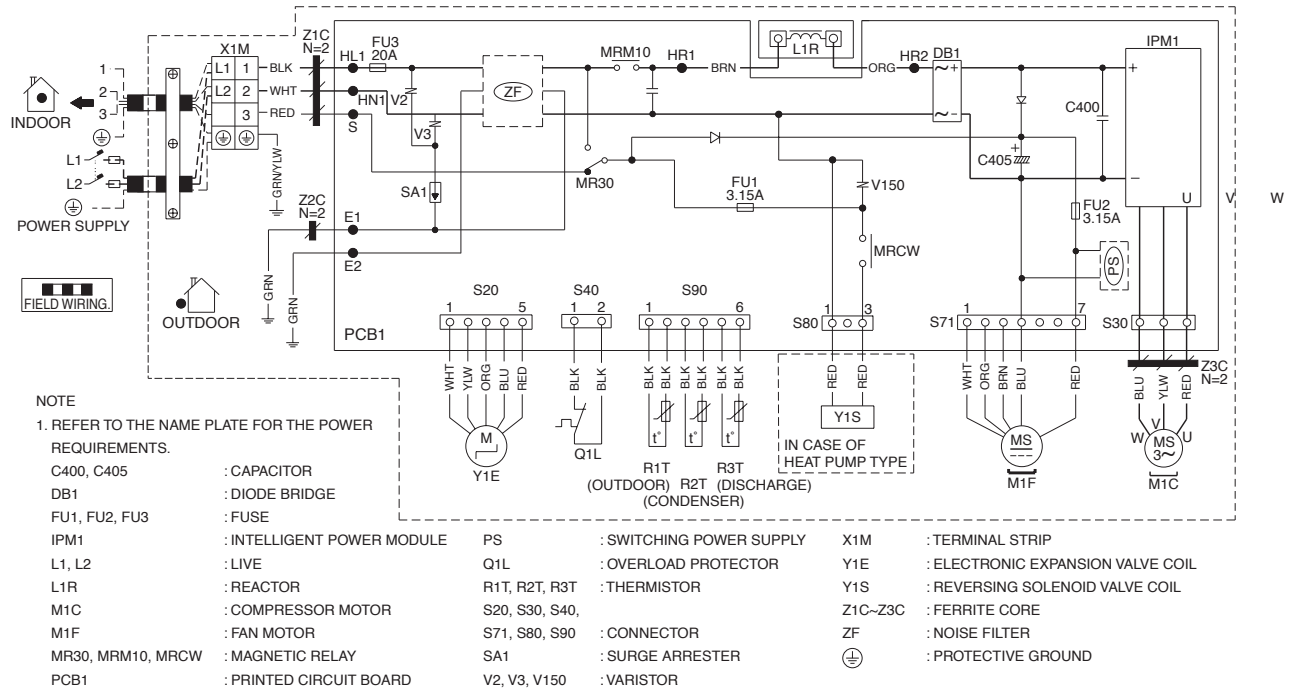 X1M
Z1C
N=2
HL1
FU3
20A
MRM10
HR1
BRN
L1R
ORG
HR2
DB1
IPM1
1
2
3
INDOOR
L1
L2
1
2
3
BLK
WHT
RED
HN1
S
V2
V3
ZF
SA1
MR30
FU1
3.15A
V150
MRCW
C400
C405
+
−
+
−
+
~
~
U
V
W
FU2
3.15A
PS
L1
L2
POWER SUPPLY
GRN/YLW
Z2C
N=2
E1
E2
GRN
GRN
FIELD WIRING.
OUTDOOR
PCB1
S20
1
5
S40
1
2
S90
1
6
S80
1
3
S71
1
7
S30
WHT
YLW
ORG
BLU
RED
BLK
BLK
BLK
BLK
BLK
BLK
BLK
BLK
RED
RED
WHT
ORG
BRN
BLU
RED
BLU
YLW
RED
Z3C
N=2
M
Y1E
Q1L
t°
t°
t°
R1T
(OUTDOOR)
R2T
(CONDENSER)
R3T
(DISCHARGE)
Y1S
IN CASE OF
HEAT PUMP TYPE
MS
M1F
W
V
U
MS
3~
M1C
NOTE
1. REFER TO THE NAME PLATE FOR THE POWER
REQUIREMENTS.
C400, C405 : CAPACITOR
DB1 : DIODE BRIDGE
FU1, FU2, FU3 : FUSE
IPM1 : INTELLIGENT POWER MODULE
L1, L2 : LIVE
L1R : REACTOR
M1C : COMPRESSOR MOTOR
M1F : FAN MOTOR
MR30, MRM10, MRCW : MAGNETIC RELAY
PCB1 : PRINTED CIRCUIT BOARD
PS : SWITCHING POWER SUPPLY
Q1L : OVERLOAD PROTECTOR
R1T, R2T, R3T : THERMISTOR
S20, S30, S40,
S71, S80, S90 : CONNECTOR
SA1 : SURGE ARRESTER
V2, V3, V150 : VARISTOR
X1M : TERMINAL STRIP
Y1E : ELECTRONIC EXPANSION VALVE COIL
Y1S : REVERSING SOLENOID VALVE COIL
Z1C~Z3C : FERRITE CORE
ZF : NOISE FILTER
: PROTECTIVE GROUND